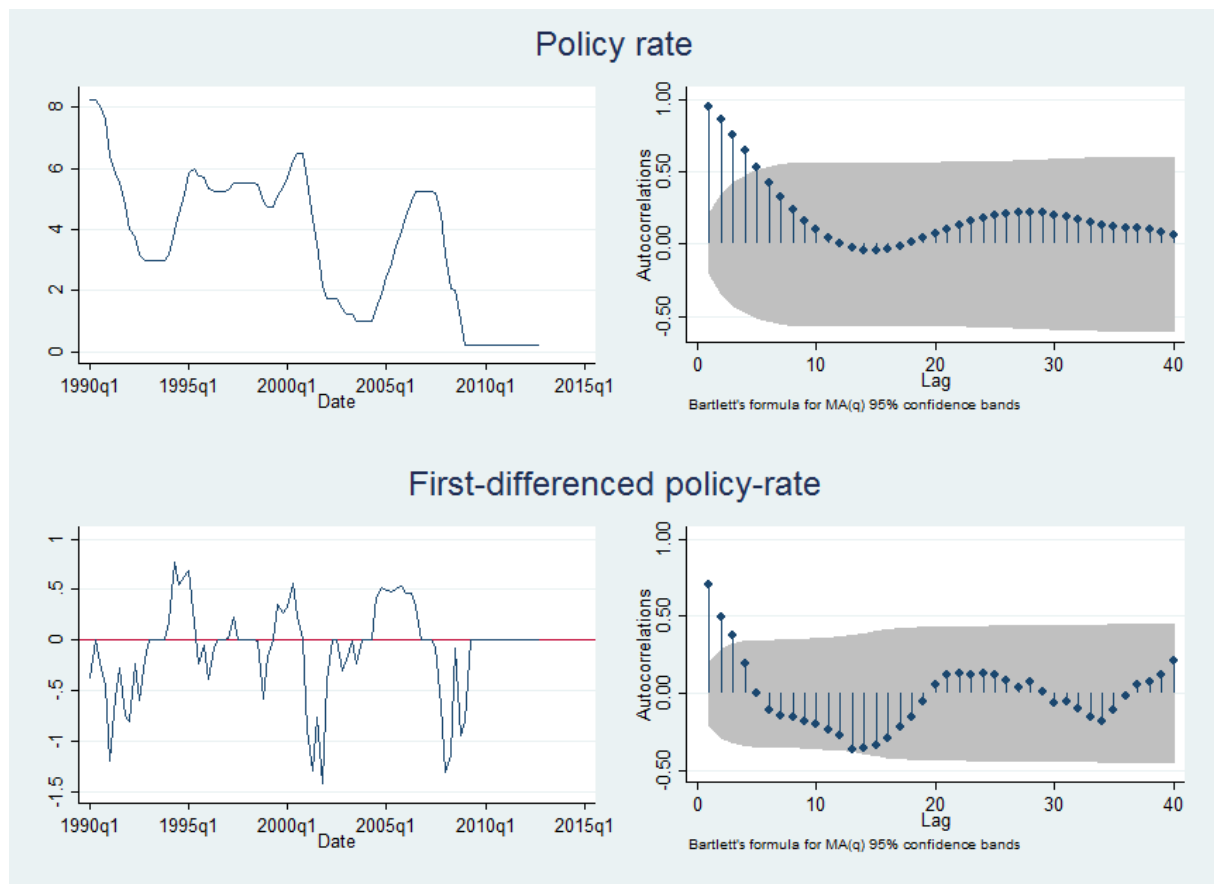 Policy rate
8
6
4
2
0
1990q1 1995q1 2000q1 2005q1 2010q1 2015q1
Date
Autocorrelations
1.00
0.50
0.00
-0.50
0 10 20 30 40
Lag
Bartlett's formula for MA(q) 95% confidence bands
First-differenced policy-rate
1
.5
0
-.5
-1
-1.5
1990q1 1995q1 2000q1 2005q1 2010q1 2015q1
Date
Autocorrelations
1.00
0.50
0.00
-0.50
0 10 20 30 40
Lag
Bartlett's formula for MA(q) 95% confidence bands